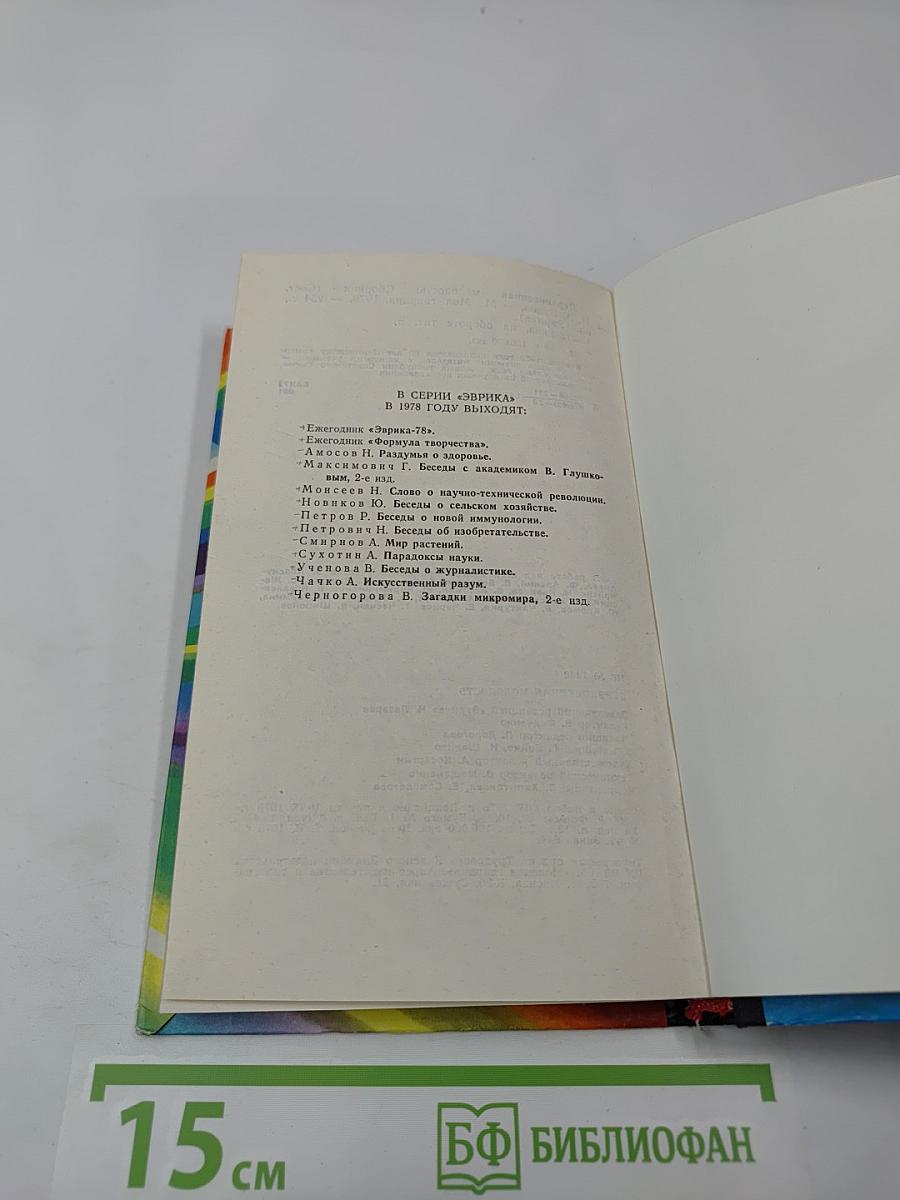 В СЕРИИ «ЭВРИКА»
В 1978 ГОДУ ВЫХОДЯТ:
Ежегодник «Эврика-78».
Ежегодник «Формула творчества».
Амосов Н. Раздумья о здоровье.
Максимович Г. Беседы с академиком В. Глушко-
вым, 2-е изд.
Моисеев Н. Слово о научно-технической революции.
Новиков Ю. Беседы о сельском хозяйстве.
Петров Р. Беседы о новой иммунологии.
Петрович Н. Беседы об изобретательстве.
Смирнов А. Мир растений.
Сухотин А. Парадоксы науки.
Ученова В. Беседы о журналистике.
Чачко А. Искусственный разум.
Черногорова В. Загадки микромира, 2-е изд.
15 см
БФ БИБЛИОФАН